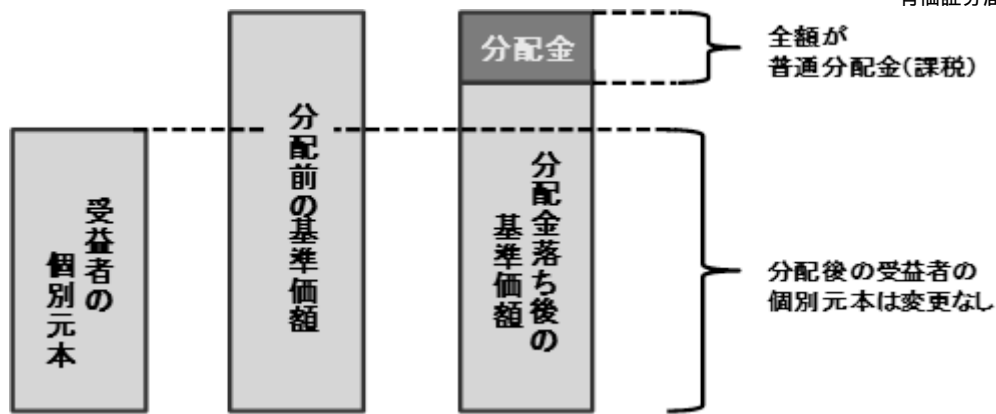 分配金
全額が
普通分配金(課税)
受益者の
個別元本
分配前の基準価額
分配金落ち後の
基準価額
分配後の受益者の
個別元本は変更なし